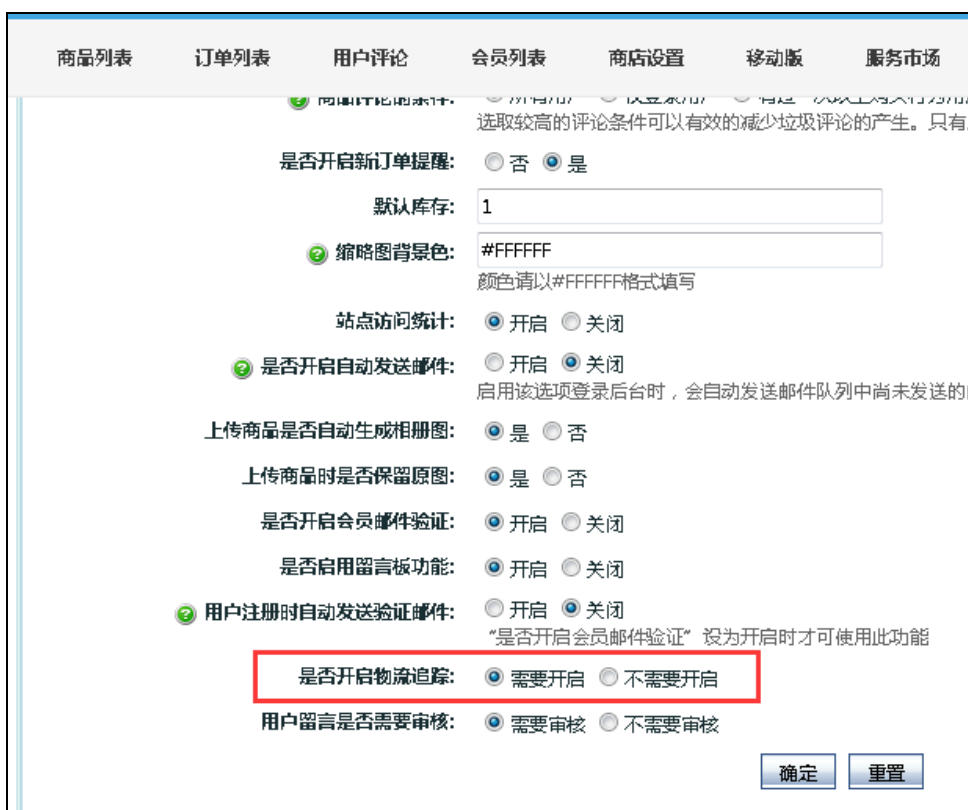 商品列表 订单列表 用户评论 会员列表 商店设置 移动版 服务市场
选取较高的评论条件可以有效的减少垃圾评论的产生。只有
是否开启新订单提醒: 否 是
默认库存: 1
缩略图背景色: #FFFFFF
颜色请以#FFFFFF格式填写
站点访问统计: 开启 关闭
是否开启自动发送邮件: 开启 关闭
启用该选项登录后台时，会自动发送邮件队列中尚未发送的
上传商品是否自动生成相册图: 是 否
上传商品时是否保留原图: 是 否
是否开启会员邮件验证: 开启 关闭
是否启用留言板功能: 开启 关闭
用户注册时自动发送验证邮件: 开启 关闭
“是否开启会员邮件验证”设为开启时才可使用此功能
是否开启物流追踪: 需要开启 不需要开启
用户留言是否需要审核: 需要审核 不需要审核
确定 重置